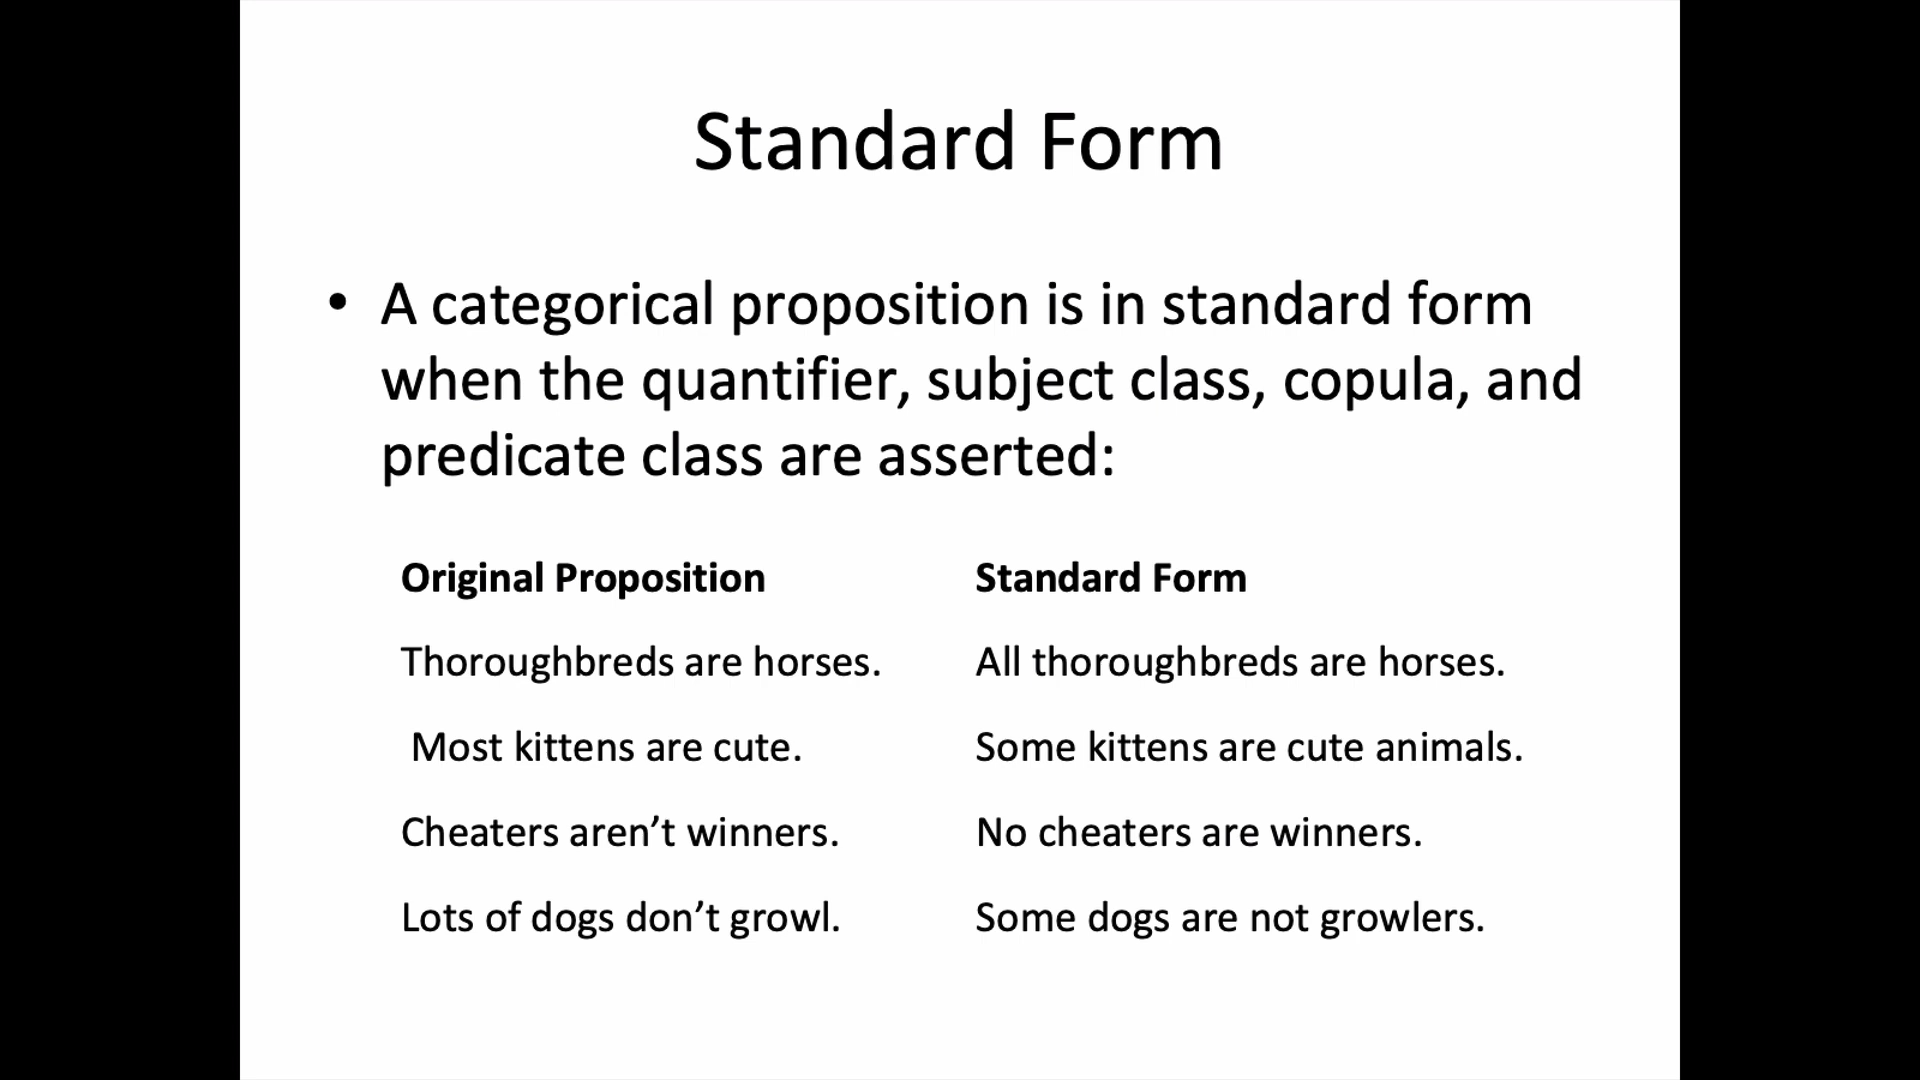 Standard Form
• A categorical proposition is in standard form
when the quantifier, subject class, copula, and
predicate class are asserted:
Original Proposition Standard Form
Thoroughbreds are horses. All thoroughbreds are horses.
Most kittens are cute. Some kittens are cute animals.
Cheaters aren’t winners. No cheaters are winners.
Lots of dogs don’t growl. Some dogs are not growlers.